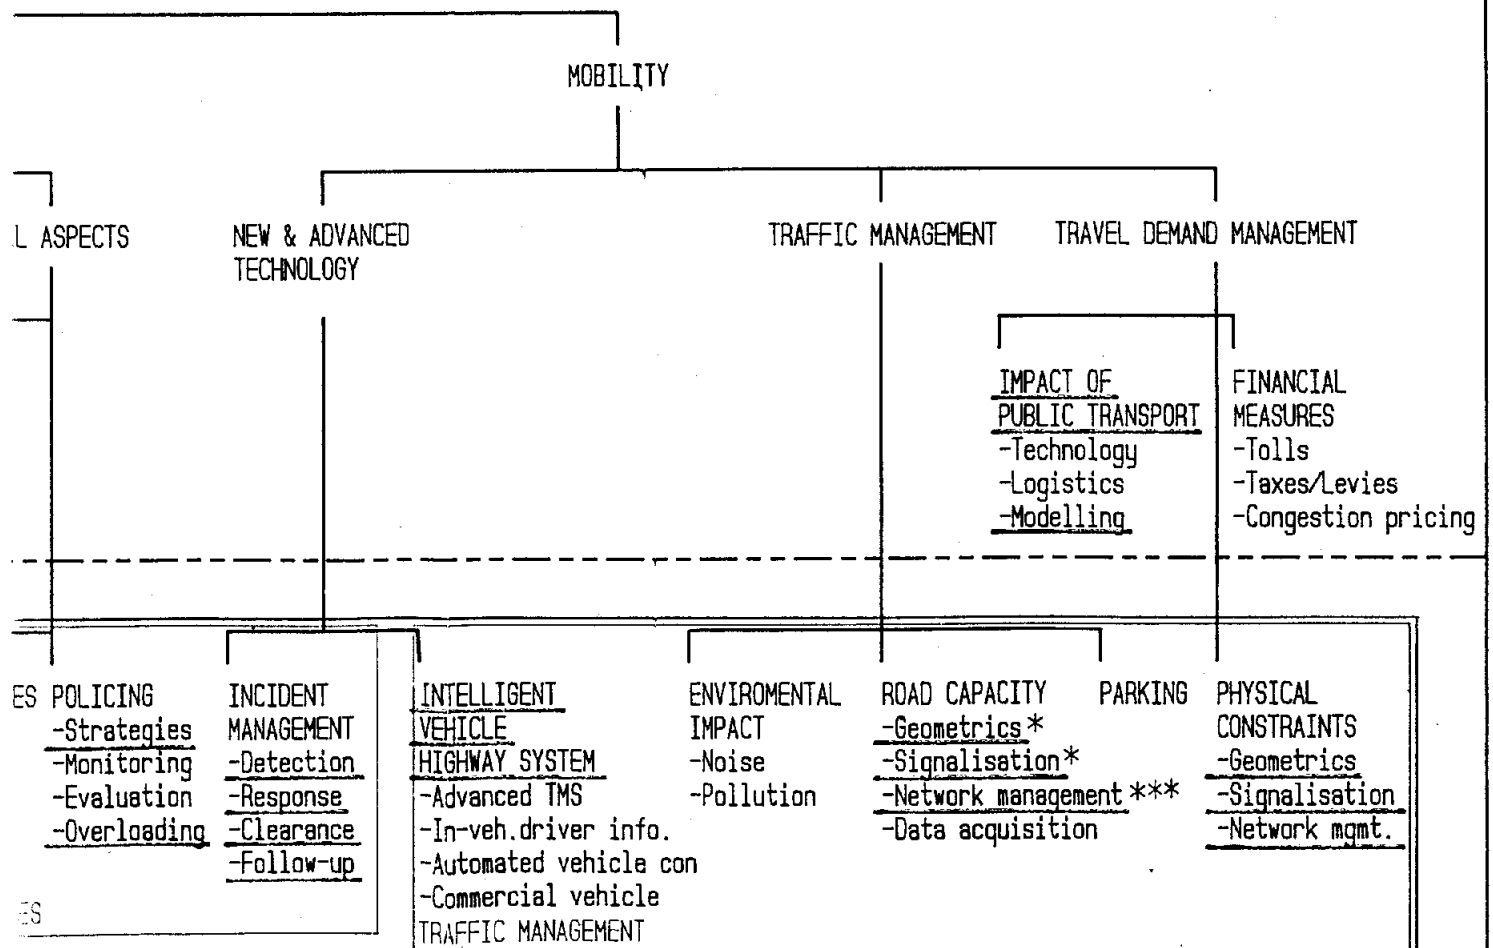 MOBILITY
L ASPECTS
NEW & ADVANCED
TECHNOLOGY
TRAFFIC MANAGEMENT
TRAVEL DEMAND MANAGEMENT
IMPACT OF
PUBLIC TRANSPORT
-Technology
-Logistics
-Modelling
FINANCIAL
MEASURES
-Tolls
-Taxes/Levies
-Congestion pricing
ES POLICING
-Strategies
-Monitoring
-Evaluation
-Overloading
ES
INCIDENT
MANAGEMENT
-Detection
-Response
-Clearance
-Follow-up
INTELLIGENT
VEHICLE
HIGHWAY SYSTEM
-Advanced TMS
-In-veh.driver info.
-Automated vehicle con
-Commercial vehicle
TRAFFIC MANAGEMENT
ENVIROMENTAL
IMPACT
-Noise
-Pollution
ROAD CAPACITY
-Geometrics*
-Signalisation*
-Network management***
-Data acquisition
PARKING
PHYSICAL
CONSTRAINTS
-Geometrics
-Signalisation
-Network mgmt.